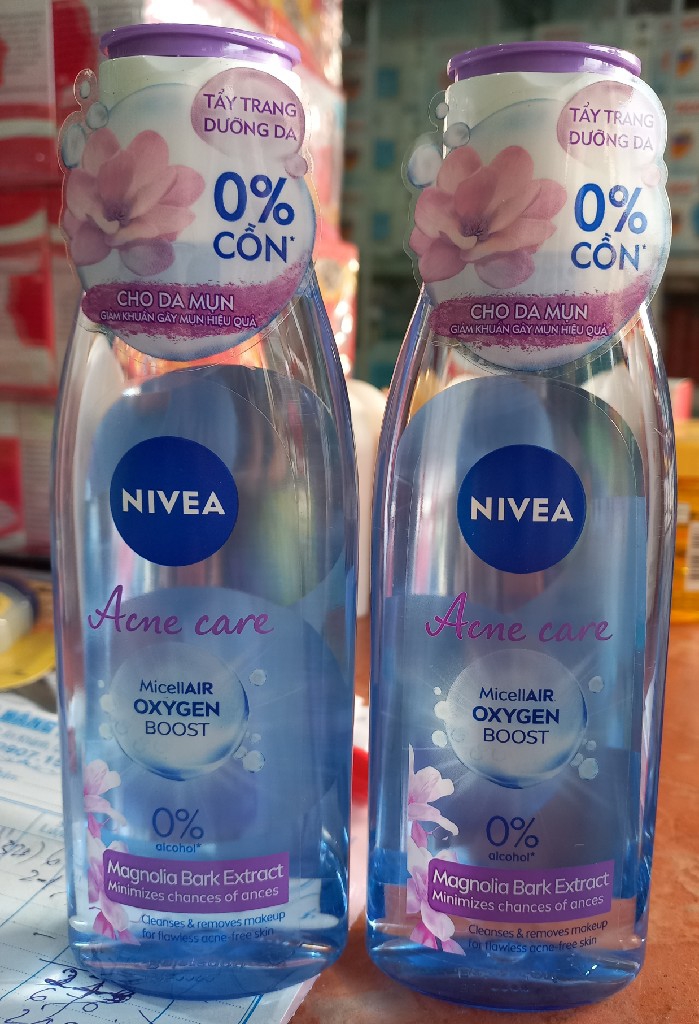 TẨY TRANG
DƯỠNG DA
0%
CỒN*
CHO DA MỤN
GIẢM KHUẨN GÂY MỤN HIỆU QUẢ
NIVEA
Acne care
MicellAIR
OXYGEN
BOOST
0%
alcohol*
Magnolia Bark Extract
Minimizes chances of ances
Cleanses & removes makeup
for flawless acne-free skin
TẨY TRANG
DƯỠNG DA
0%
CỒN*
CHO DA MỤN
GIẢM KHUẨN GÂY MỤN HIỆU QUẢ
NIVEA
Acne care
MicellAIR
OXYGEN
BOOST
0%
alcohol*
Magnolia Bark Extract
Minimizes chances of ances
Cleanses & removes makeup
for flawless acne-free skin